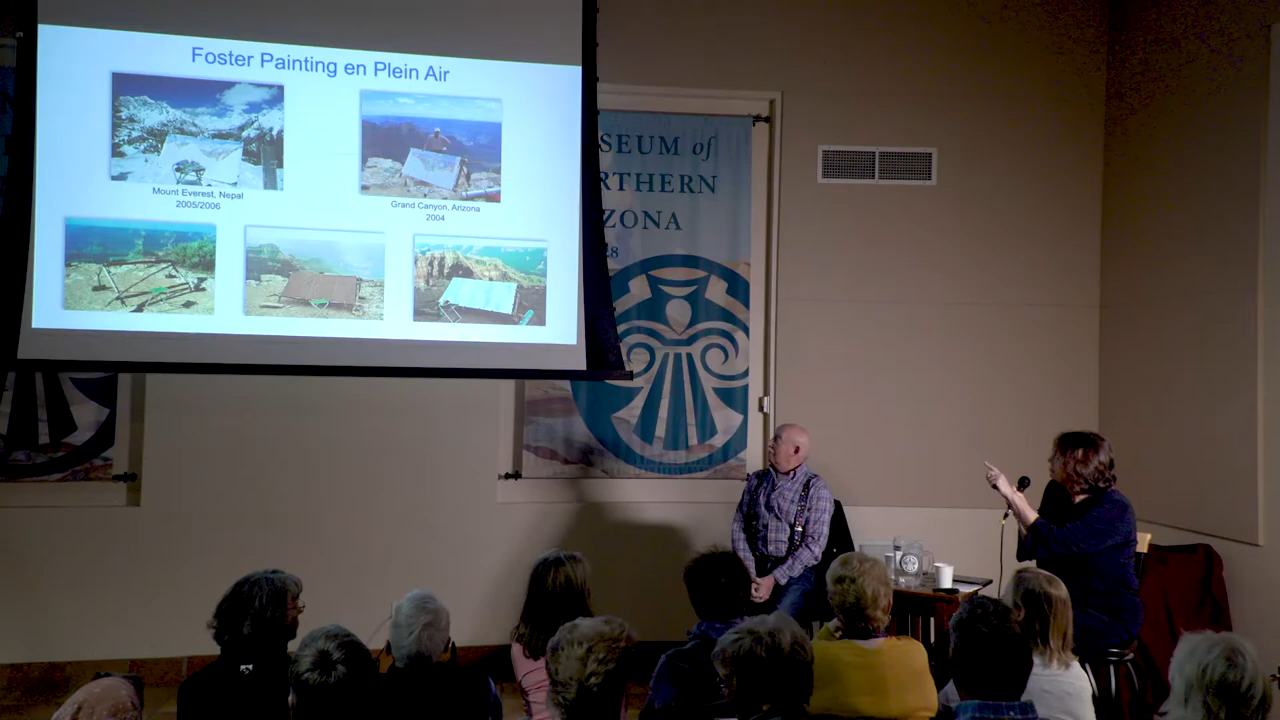 Foster Painting en Plein Air
Mount Everest, Nepal
2005/2006
Grand Canyon, Arizona
2004
SEUM of
RTHERN
ZONA
28